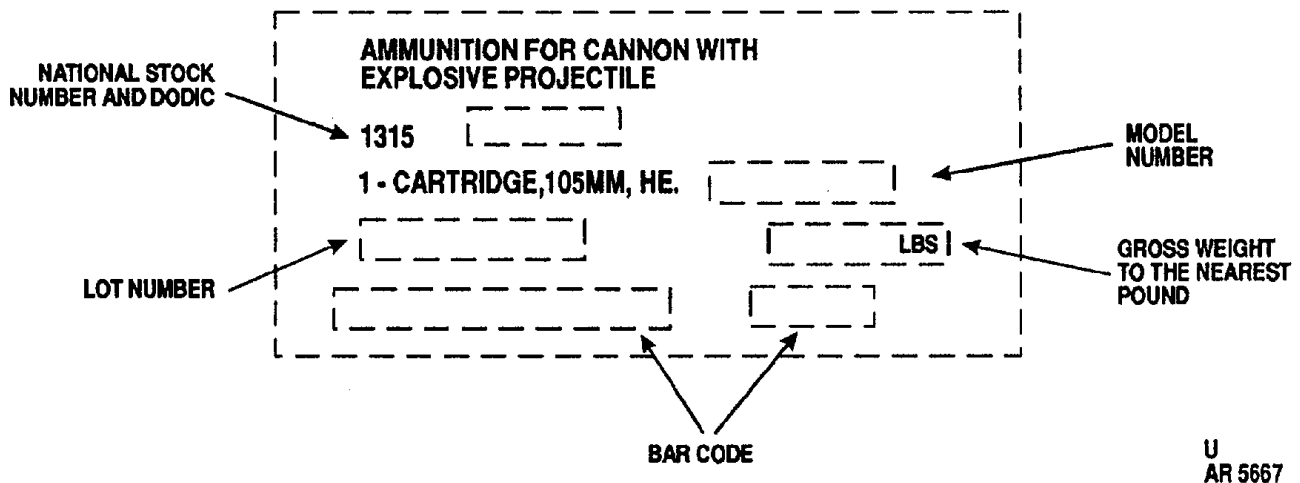 AMMUNITION FOR CANNON WITH
EXPLOSIVE PROJECTILE
NATIONAL STOCK
NUMBER AND DODIC
1315
MODEL
NUMBER
1 - CARTRIDGE,105MM, HE.
LBS
GROSS WEIGHT
TO THE NEAREST
POUND
LOT NUMBER
BAR CODE
U
AR 5667